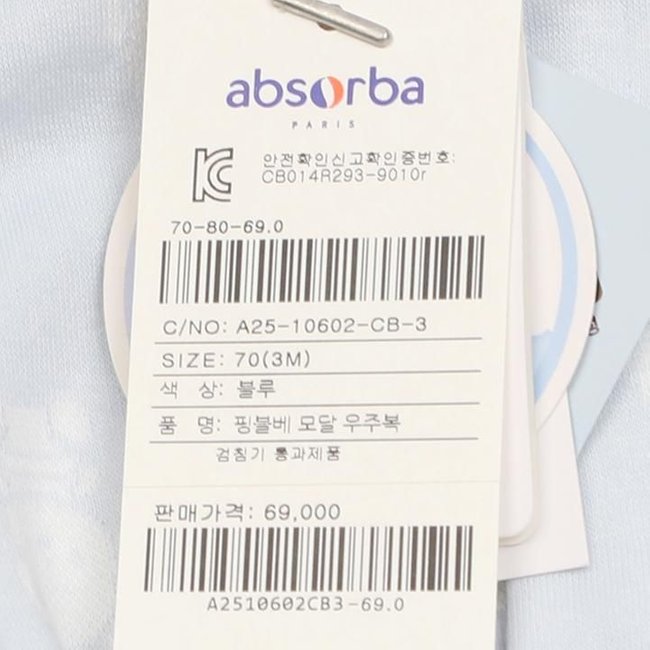 absorba
PARIS
안전확인신고확인증번호:
CB014R293-9010r
70-80-69.0
C/NO: A25-10602-CB-3
SIZE: 70(3M)
색 상: 블루
품 명: 핑블베 모달 우주복
검침기 통과제품
판매가격: 69,000
A2510602CB3-69.0